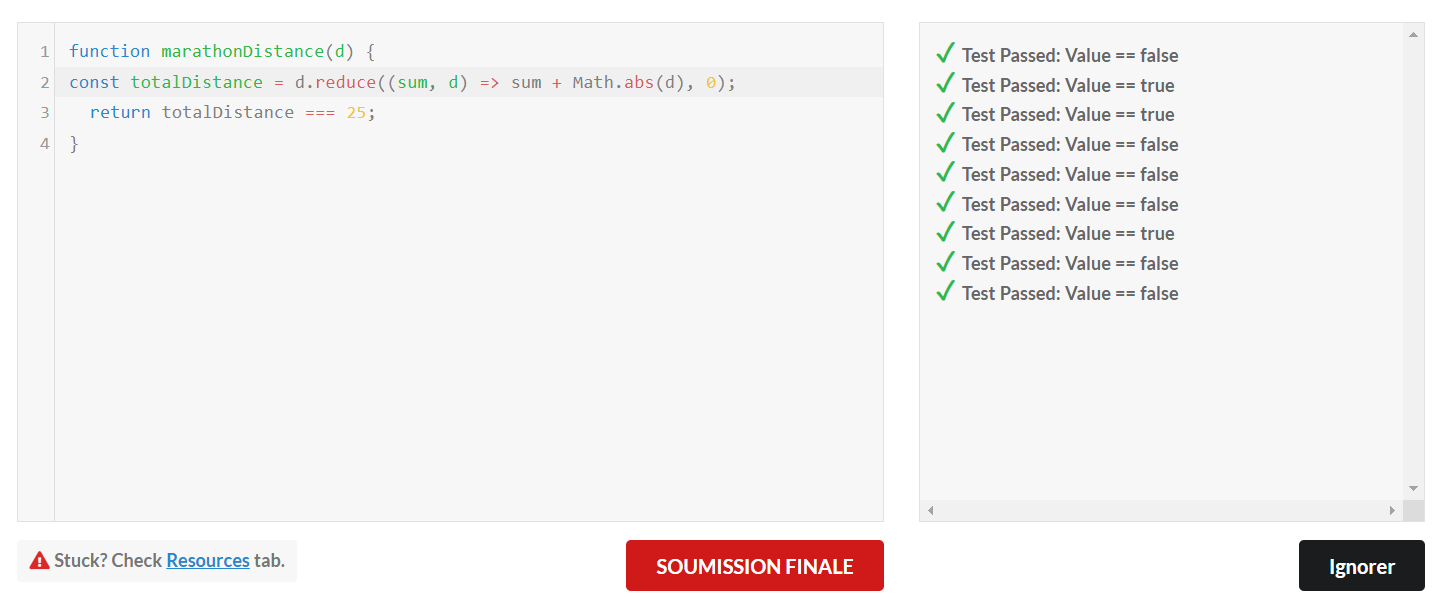 1 function marathonDistance(d) {
2 const totalDistance = d.reduce((sum, d) => sum + Math.abs(d), 0);
3 return totalDistance === 25;
4 }
✓ Test Passed: Value == false
✓ Test Passed: Value == true
✓ Test Passed: Value == true
✓ Test Passed: Value == false
✓ Test Passed: Value == false
✓ Test Passed: Value == false
✓ Test Passed: Value == true
✓ Test Passed: Value == false
✓ Test Passed: Value == false
Stuck? Check Resources tab.
SOUMISSION FINALE
Ignorer